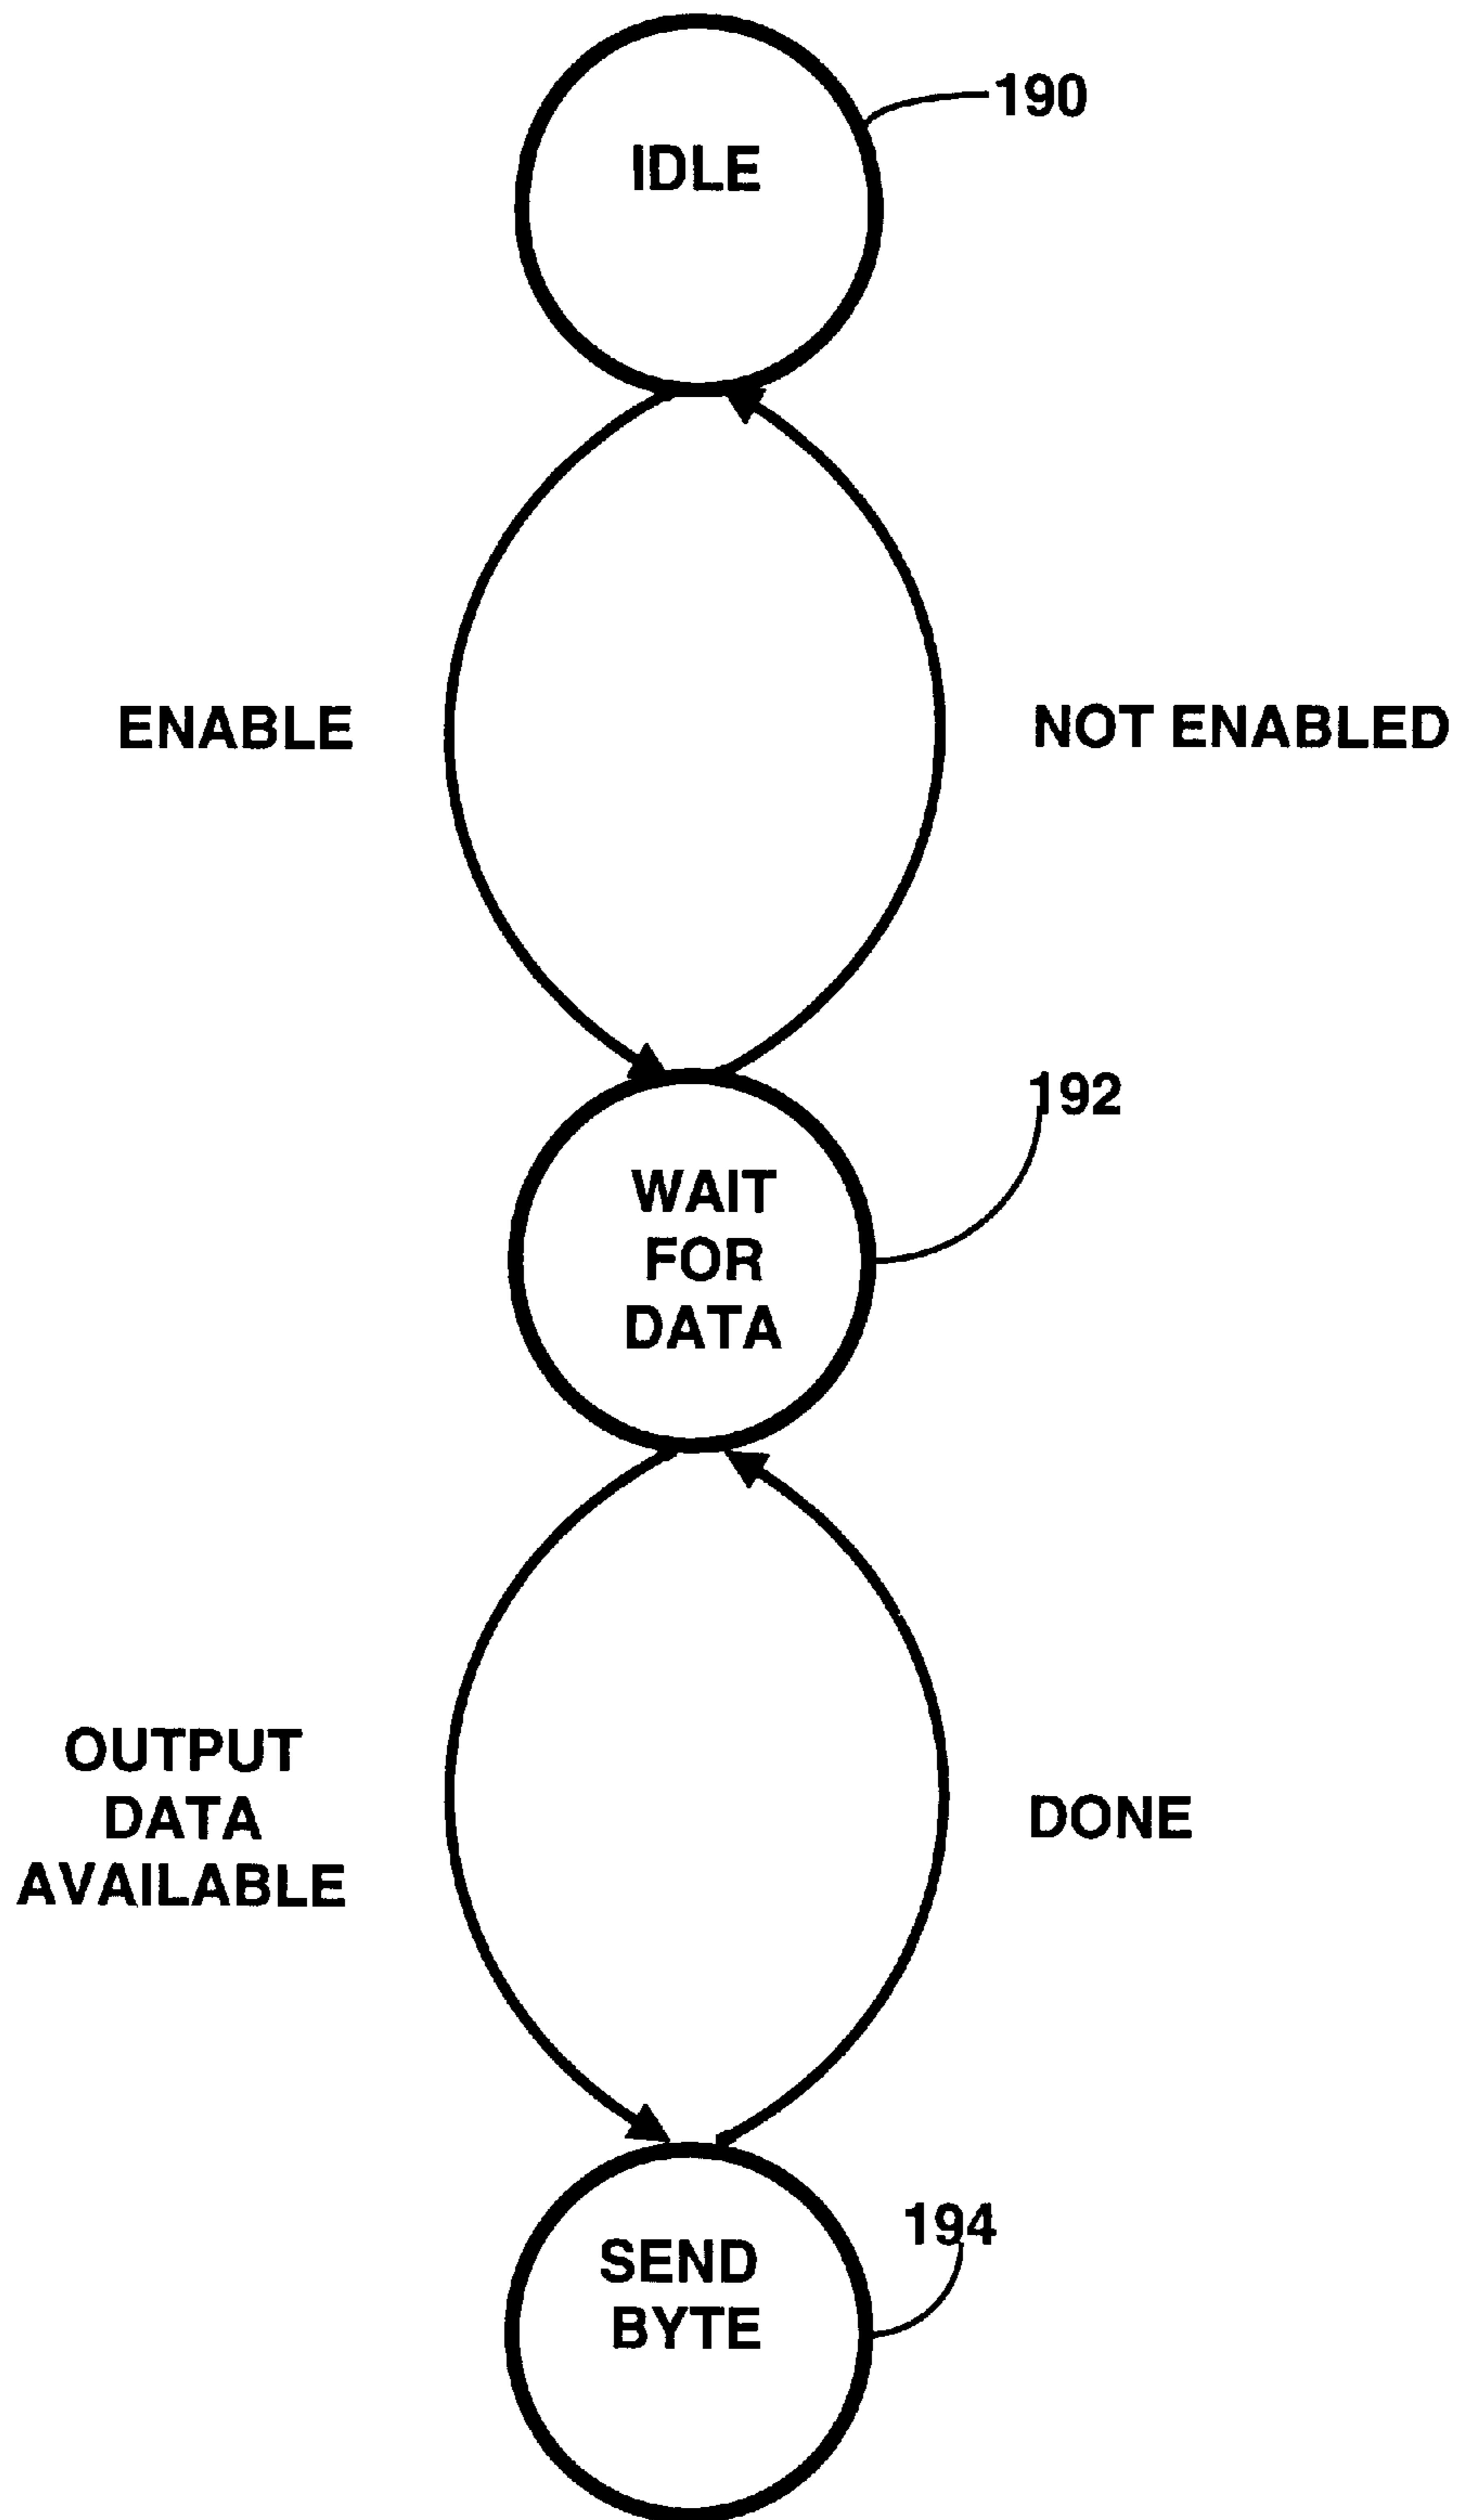 190
IDLE
ENABLE
NOT ENABLED
192
WAIT
FOR
DATA
OUTPUT
DATA
AVAILABLE
DONE
194
SEND
BYTE